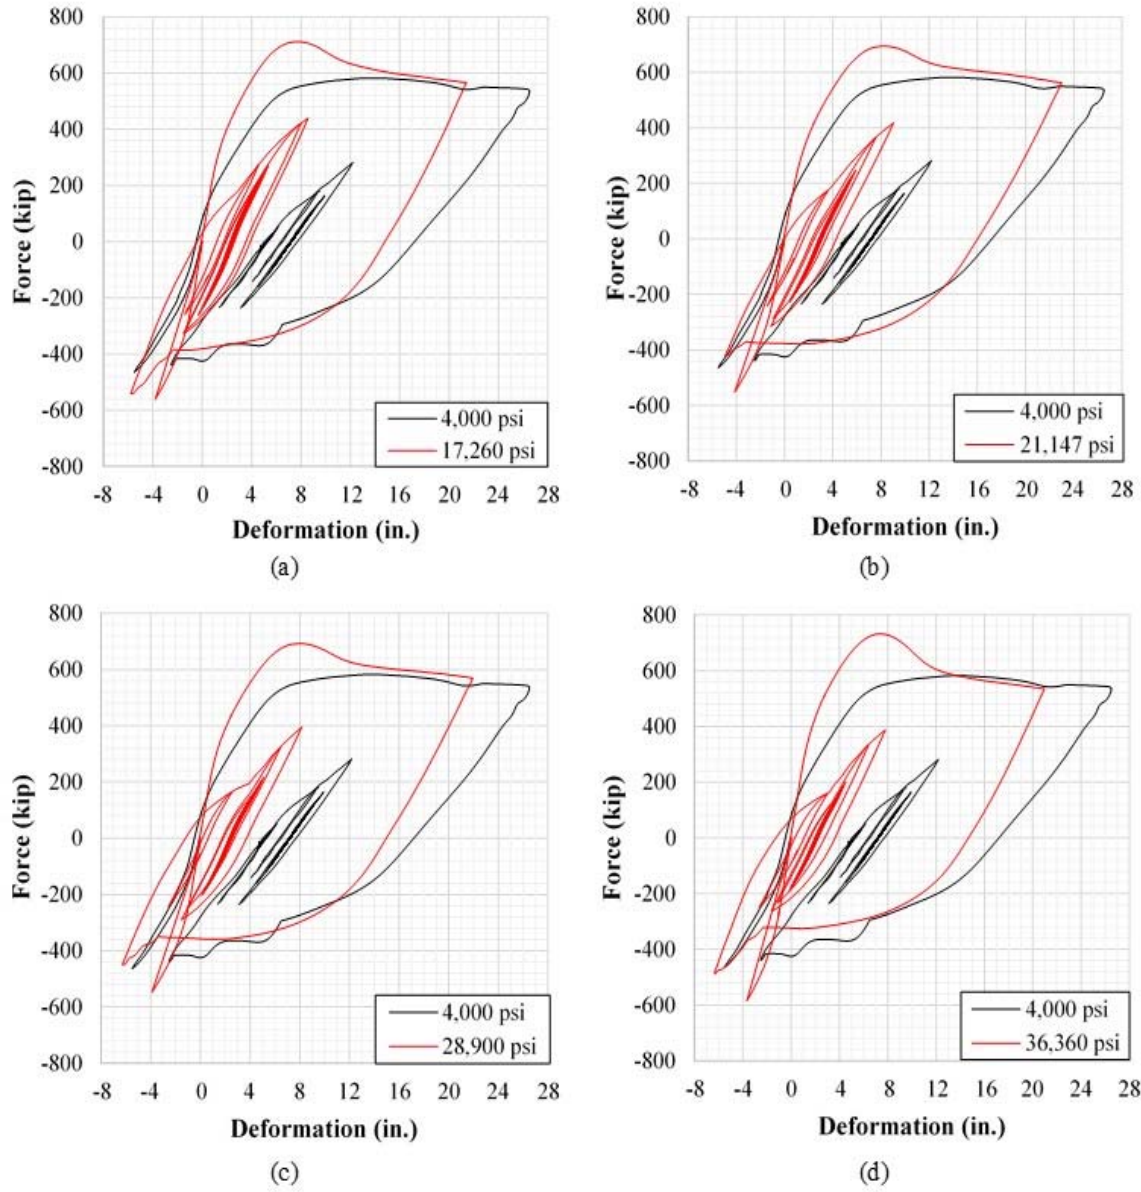 800
600
400
200
0
-200
-400
-600
-800
Force (kip)
4,000 psi
17,260 psi
-8 -4 0 4 8 12 16 20 24 28
Deformation (in.)
(a)
800
600
400
200
0
-200
-400
-600
-800
Force (kip)
4,000 psi
21,147 psi
-8 -4 0 4 8 12 16 20 24 28
Deformation (in.)
(b)
800
600
400
200
0
-200
-400
-600
-800
Force (kip)
4,000 psi
28,900 psi
-8 -4 0 4 8 12 16 20 24 28
Deformation (in.)
(c)
800
600
400
200
0
-200
-400
-600
-800
Force (kip)
4,000 psi
36,360 psi
-8 -4 0 4 8 12 16 20 24 28
Deformation (in.)
(d)